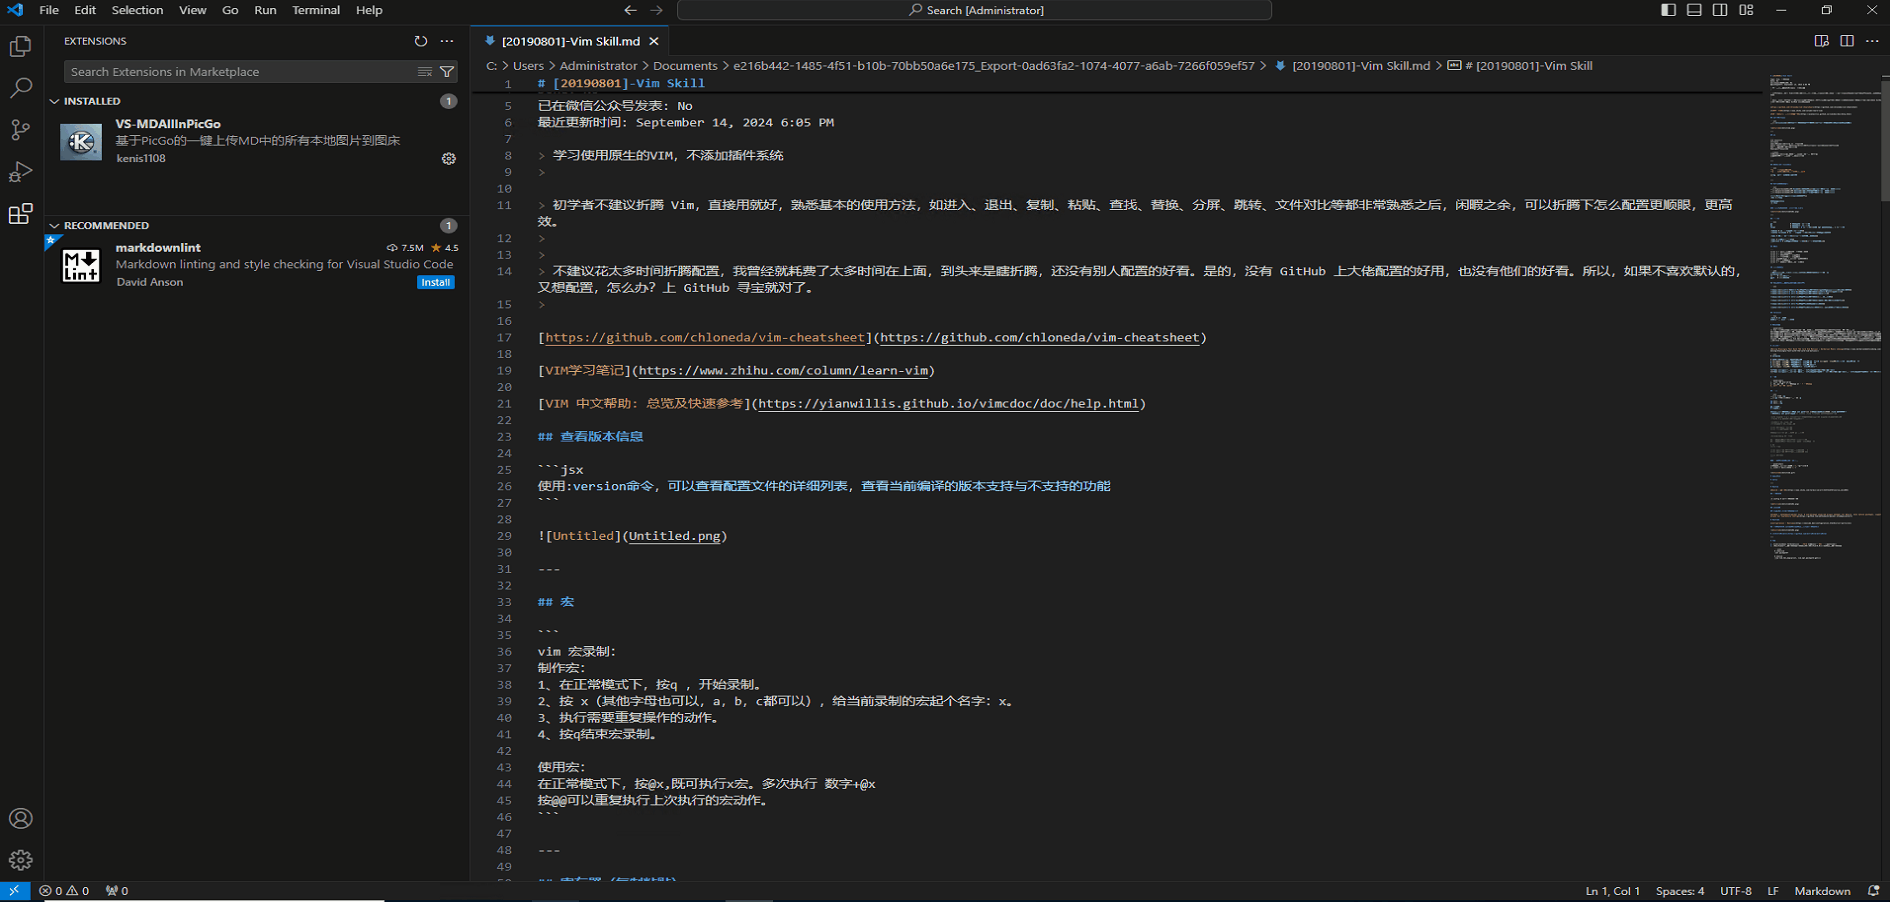 File Edit Selection View Go Run Terminal Help
Search [Administrator]
EXTENSIONS
Search Extensions in Marketplace
INSTALLED 1
VS-MDAllInPicGo
基于PicGo的一键上传MD中的所有本地图片到图床
kenis1108
RECOMMENDED 1
markdownlint 7.5M 4.5
Markdown linting and style checking for Visual Studio Code
David Anson Install
[20190801]-Vim Skill.md
C: > Users > Administrator > Documents > e216b442-1485-4f51-b10b-70bb50a6e175_Export-0ad63fa2-1074-4077-a6ab-7266f059ef57 > [20190801]-Vim Skill.md > # [20190801]-Vim Skill
1 # [20190801]-Vim Skill
5 已在微信公众号发表: No
6 最近更新时间: September 14, 2024 6:05 PM
7
8 > 学习使用原生的VIM, 不添加插件系统
9 >
10
11 > 初学者不建议折腾 Vim，直接用就好，熟悉基本的使用方法，如进入、退出、复制、粘贴、查找、替换、分屏、跳转、文件对比等都非常熟悉之后，闲暇之余，可以折腾下怎么配置更顺眼，更高
效。
12 >
13 >
14 > 不建议花太多时间折腾配置，我曾经就耗费了太多时间在上面，到头来是瞎折腾，还没有别人配置的好看。是的，没有 GitHub 上大佬配置的好用，也没有他们的好看。所以，如果不喜欢默认的，
又想配置，怎么办？上 GitHub 寻宝就对了。
15 >
16
17 [https://github.com/chloneda/vim-cheatsheet](https://github.com/chloneda/vim-cheatsheet)
18
19 [VIM学习笔记](https://www.zhihu.com/column/learn-vim)
20
21 [VIM 中文帮助: 总览及快速参考](https://yianwillis.github.io/vimcdoc/doc/help.html)
22
23 ## 查看版本信息
24
25 ```jsx
26 使用:version命令，可以查看配置文件的详细列表，查看当前编译的版本支持与不支持的功能
27 ```
28
29 ![Untitled](Untitled.png)
30
31 ---
32
33 ## 宏
34
35 ```
36 vim 宏录制:
37 制作宏:
38 1、在正常模式下，按q ，开始录制。
39 2、按 x（其他字母也可以，a，b，c都可以），给当前录制的宏起个名字：x。
40 3、执行需要重复操作的动作。
41 4、按q结束宏录制。
42
43 使用宏:
44 在正常模式下，按@x,既可执行x宏。多次执行 数字+@x
45 按@@可以重复执行上次执行的宏动作。
46 ```
47
48 ---
49
0 0 0 Ln 1, Col 1 Spaces: 4 UTF-8 LF Markdown